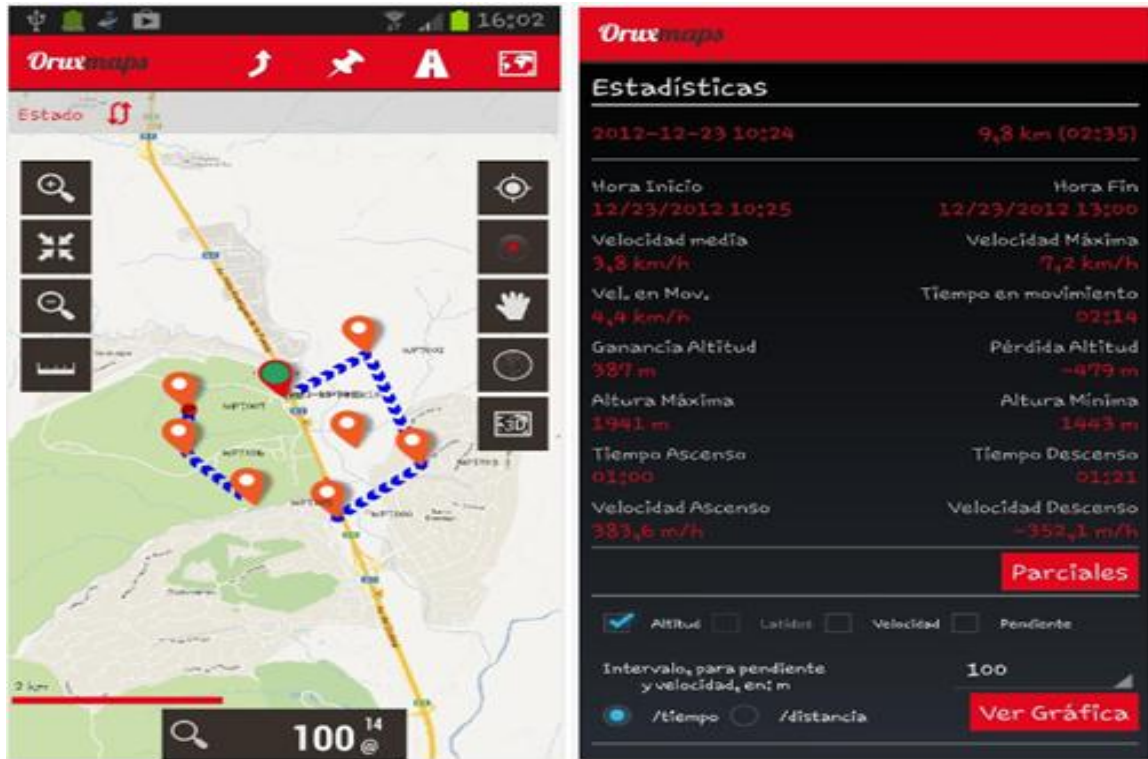 16:02
Oruxmaps
Estado
WPT002
WPT007
WPT106
2 km
100 14 @
Oruxmaps
Estadísticas
2012-12-23 10:24 9,8 km (02:35)
Hora Inicio Hora Fin
12/23/2012 10:25 12/23/2012 13:00
Velocidad media Velocidad Máxima
3,8 km/h 7,2 km/h
Vel. en Mov. Tiempo en movimiento
4,4 km/h 02:14
Ganancia Altitud Pérdida Altitud
387 m -479 m
Altura Máxima Altura Mínima
1941 m 1443 m
Tiempo Ascenso Tiempo Descenso
01:00 01:21
Velocidad Ascenso Velocidad Descenso
383,6 m/h -352,1 m/h
Parciales
Altitud Latidos Velocidad Pendiente
Intervalo, para pendiente 100
y velocidad, en: m
/tiempo /distancia Ver Gráfica